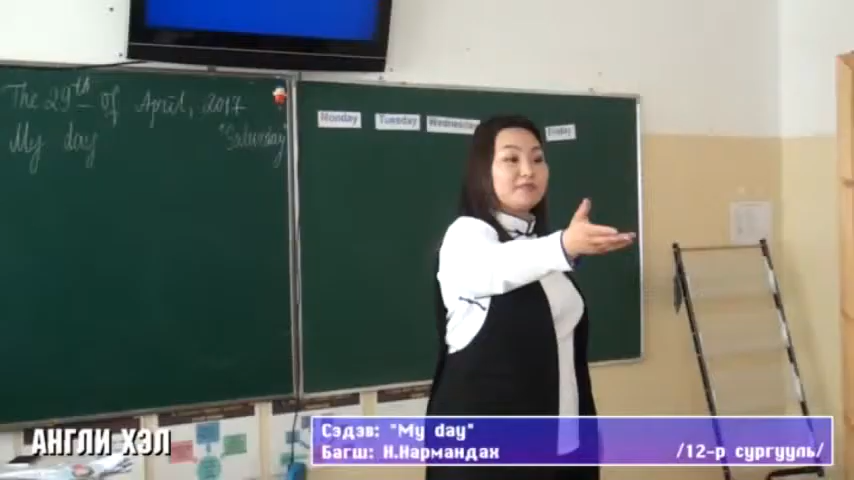 The 29th of April, 2017
My day
"Saturday"
Monday
Tuesday
Wednesday
Friday
АНГЛИ ХЭЛ
Сэдэв: "My day"
Багш: Н.Нармандах
/12-р сургууль/